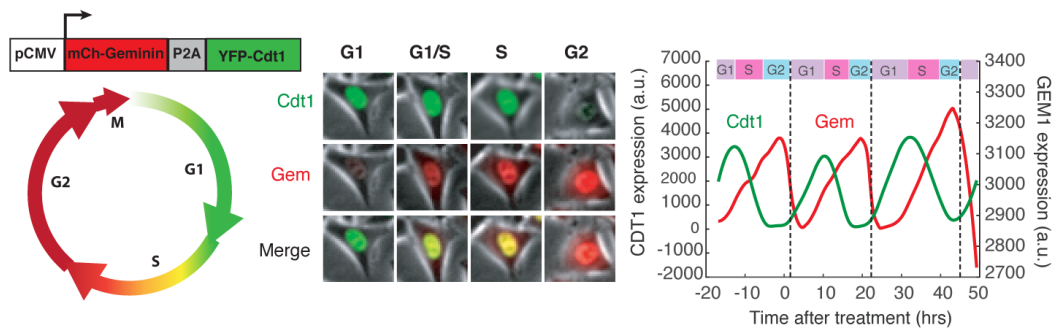 pCMV mCh-Geminin P2A YFP-Cdt1
M
G1
G2
S
G1 G1/S S G2
Cdt1
Gem
Merge
7000
6000
5000
4000
3000
2000
1000
0
-1000
-2000
CDT1 expression (a.u.)
G1 S G2 G1 S G2 G1 S G2
Cdt1 Gem
3400
3300
3200
3100
3000
2900
2800
2700
GEM1 expression (a.u.)
-20 -10 0 10 20 30 40 50
Time after treatment (hrs)